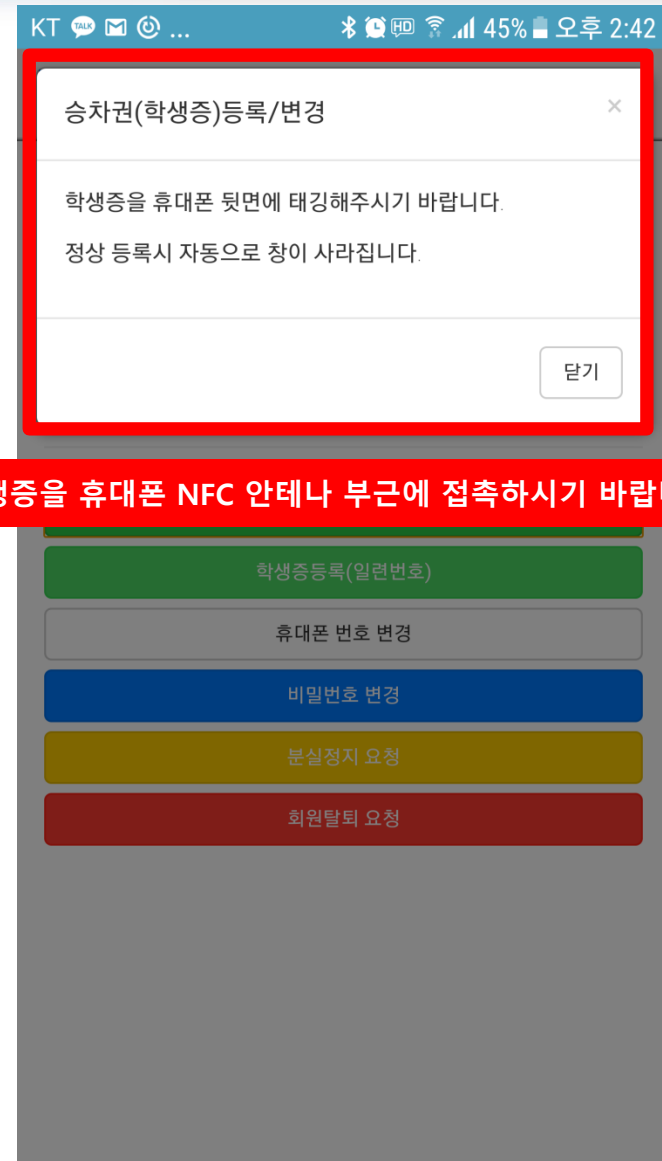 KT TALK ... HD 45% 오후 2:42
승차권(학생증)등록/변경 ×
학생증을 휴대폰 뒷면에 태깅해주시기 바랍니다.
정상 등록시 자동으로 창이 사라집니다.
닫기
생증을 휴대폰 NFC 안테나 부근에 접촉하시기 바랍니
학생증등록(일련번호)
휴대폰 번호 변경
비밀번호 변경
분실정지 요청
회원탈퇴 요청